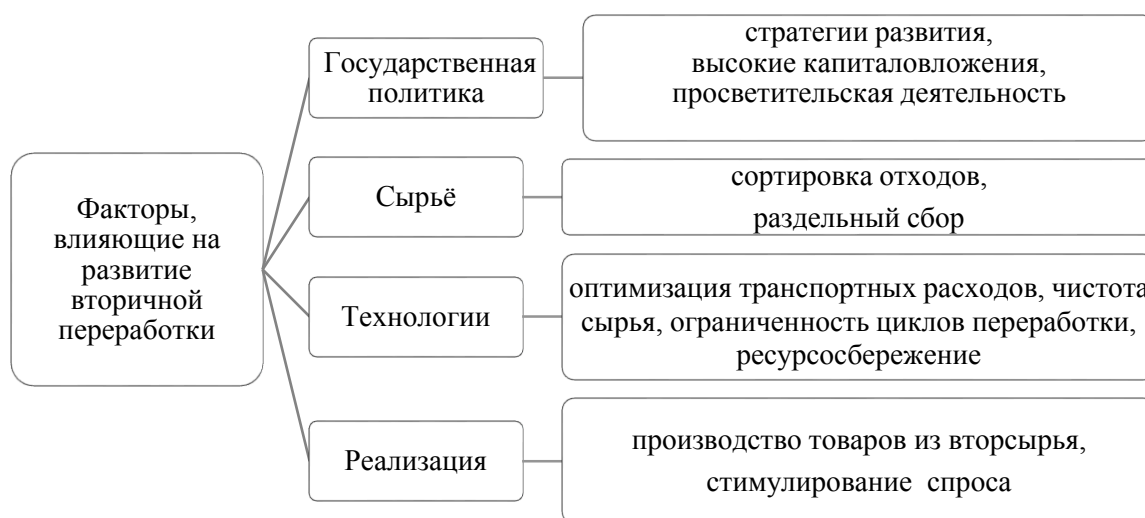 Факторы,
влияющие на
развитие
вторичной
переработки
Государственная
политика
стратегии развития,
высокие капиталовложения,
просветительская деятельность
Сырьё
сортировка отходов,
раздельный сбор
Технологии
оптимизация транспортных расходов, чистота
сырья, ограниченность циклов переработки,
ресурсосбережение
Реализация
производство товаров из вторсырья,
стимулирование спроса